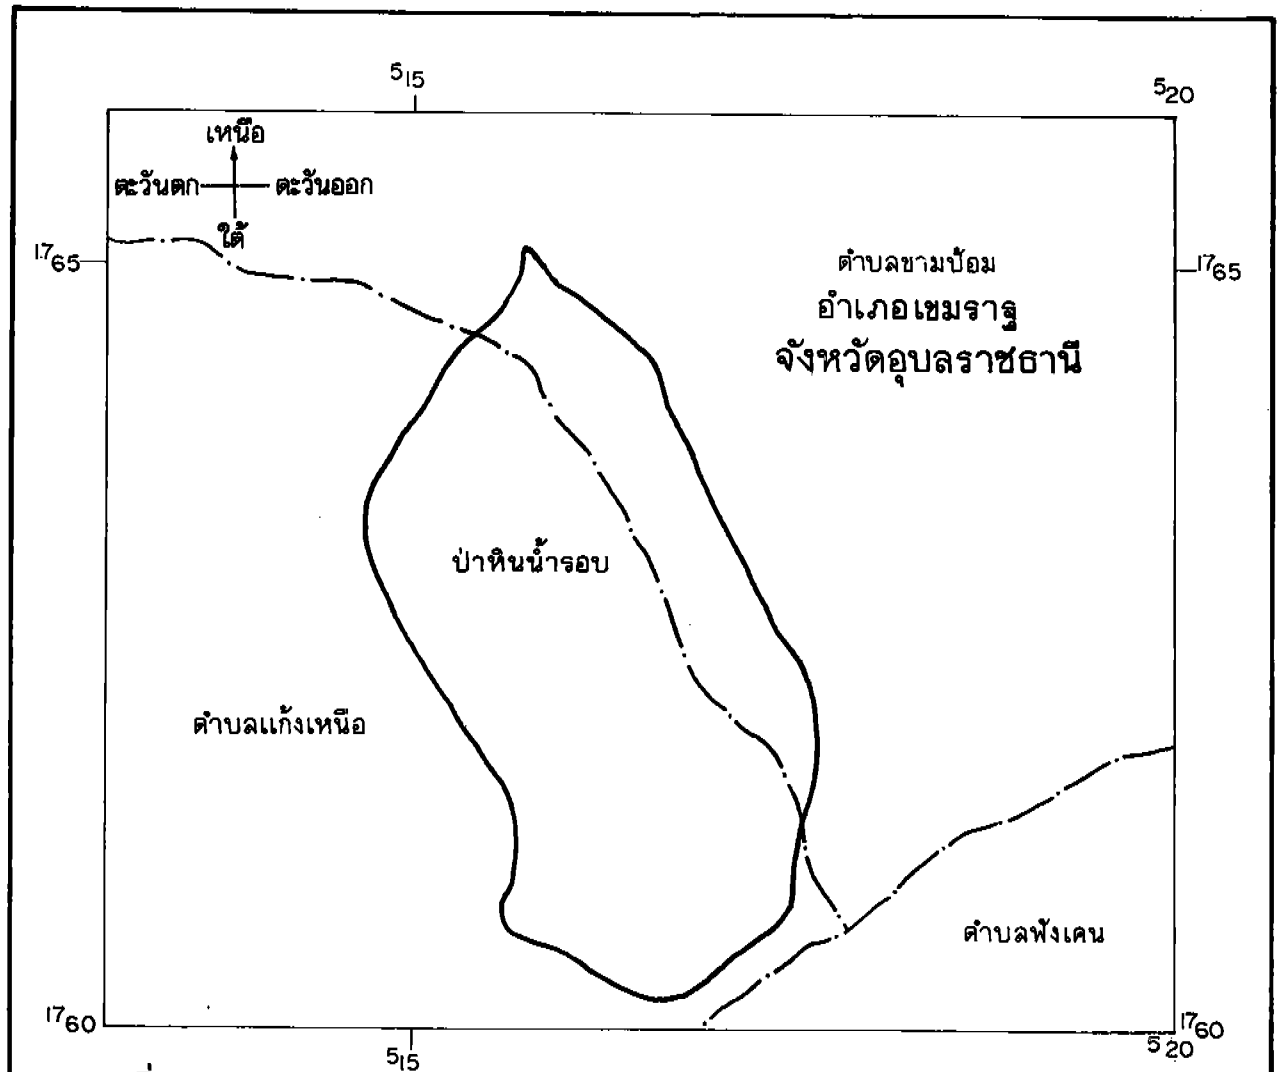 515
520
เหนือ
ตะวันตก
ตะวันออก
ใต้
1765
1765
ตำบลขามป้อม
อำเภอเขมราฐ
จังหวัดอุบลราชธานี
ป่าหินน้ำรอบ
ตำบลแก้งเหนือ
ตำบลพังเคน
1760
1760
515
520